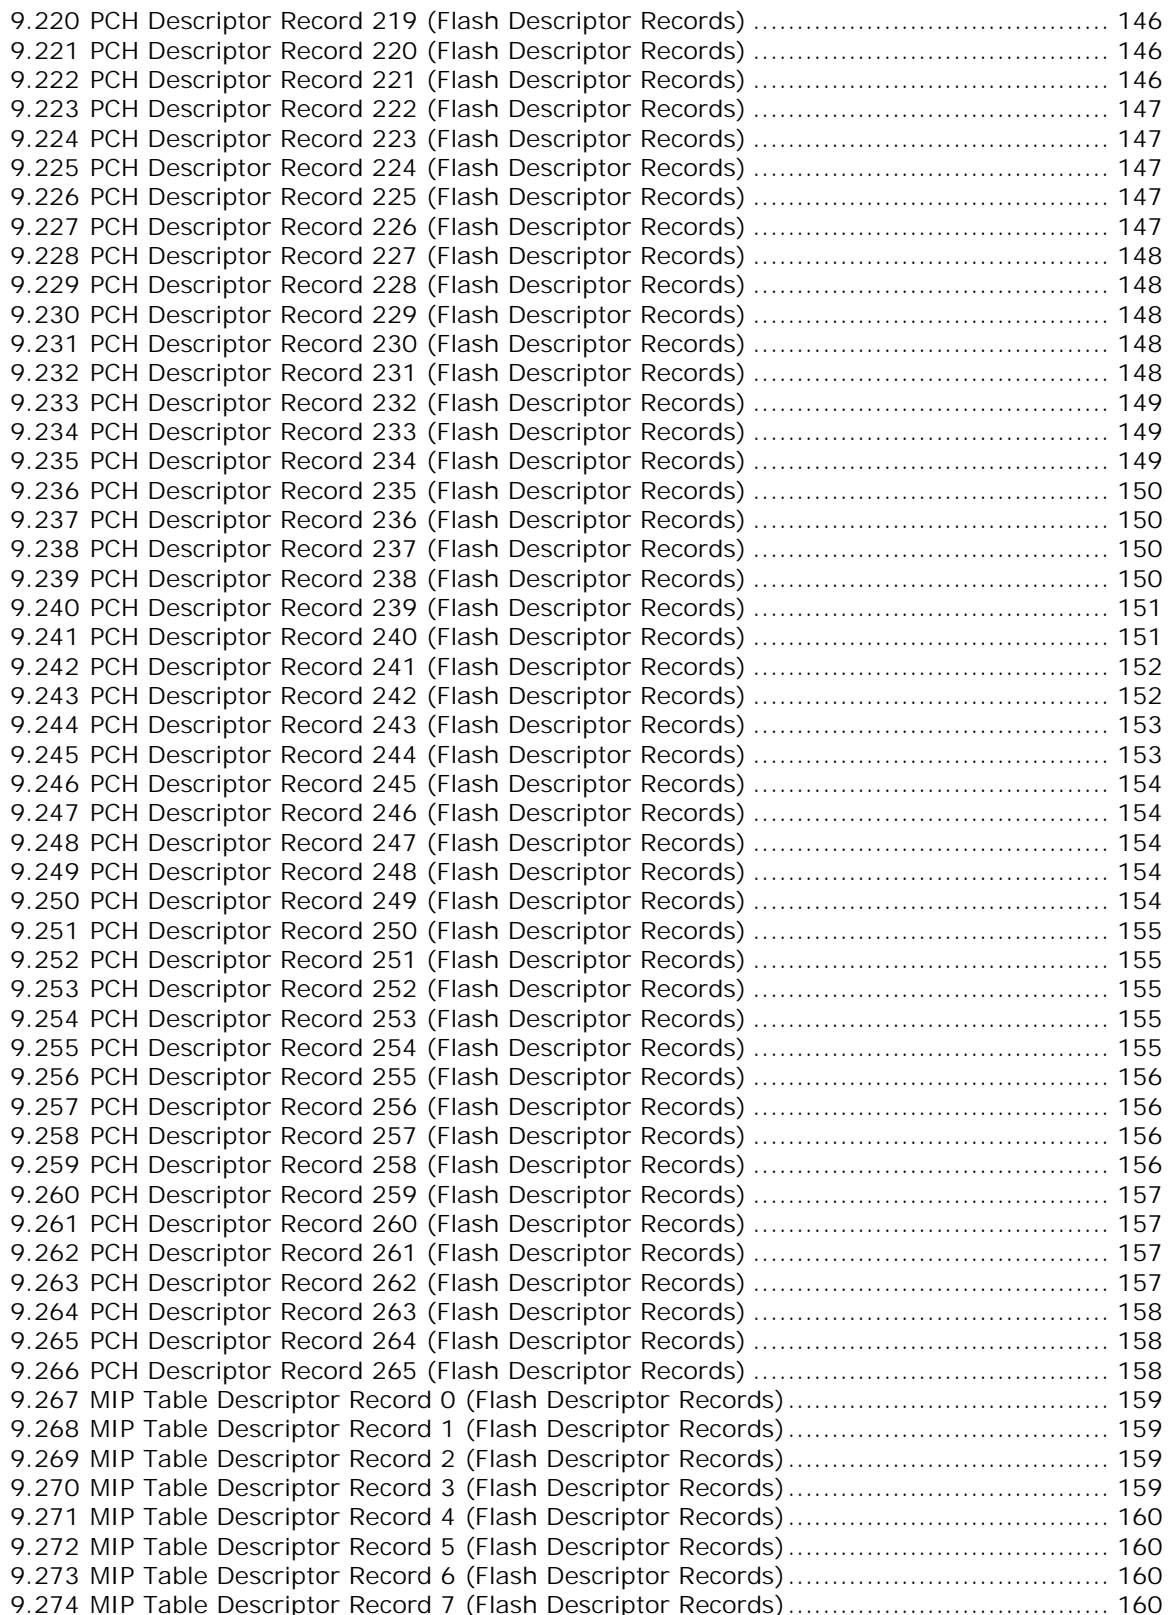 9.220 PCH Descriptor Record 219 (Flash Descriptor Records) ........................................ 146
9.221 PCH Descriptor Record 220 (Flash Descriptor Records) ........................................ 146
9.222 PCH Descriptor Record 221 (Flash Descriptor Records) ........................................ 146
9.223 PCH Descriptor Record 222 (Flash Descriptor Records) ........................................ 147
9.224 PCH Descriptor Record 223 (Flash Descriptor Records) ........................................ 147
9.225 PCH Descriptor Record 224 (Flash Descriptor Records) ........................................ 147
9.226 PCH Descriptor Record 225 (Flash Descriptor Records) ........................................ 147
9.227 PCH Descriptor Record 226 (Flash Descriptor Records) ........................................ 147
9.228 PCH Descriptor Record 227 (Flash Descriptor Records) ........................................ 148
9.229 PCH Descriptor Record 228 (Flash Descriptor Records) ........................................ 148
9.230 PCH Descriptor Record 229 (Flash Descriptor Records) ........................................ 148
9.231 PCH Descriptor Record 230 (Flash Descriptor Records) ........................................ 148
9.232 PCH Descriptor Record 231 (Flash Descriptor Records) ........................................ 148
9.233 PCH Descriptor Record 232 (Flash Descriptor Records) ........................................ 149
9.234 PCH Descriptor Record 233 (Flash Descriptor Records) ........................................ 149
9.235 PCH Descriptor Record 234 (Flash Descriptor Records) ........................................ 149
9.236 PCH Descriptor Record 235 (Flash Descriptor Records) ........................................ 150
9.237 PCH Descriptor Record 236 (Flash Descriptor Records) ........................................ 150
9.238 PCH Descriptor Record 237 (Flash Descriptor Records) ........................................ 150
9.239 PCH Descriptor Record 238 (Flash Descriptor Records) ........................................ 150
9.240 PCH Descriptor Record 239 (Flash Descriptor Records) ........................................ 151
9.241 PCH Descriptor Record 240 (Flash Descriptor Records) ........................................ 151
9.242 PCH Descriptor Record 241 (Flash Descriptor Records) ........................................ 152
9.243 PCH Descriptor Record 242 (Flash Descriptor Records) ........................................ 152
9.244 PCH Descriptor Record 243 (Flash Descriptor Records) ........................................ 153
9.245 PCH Descriptor Record 244 (Flash Descriptor Records) ........................................ 153
9.246 PCH Descriptor Record 245 (Flash Descriptor Records) ........................................ 154
9.247 PCH Descriptor Record 246 (Flash Descriptor Records) ........................................ 154
9.248 PCH Descriptor Record 247 (Flash Descriptor Records) ........................................ 154
9.249 PCH Descriptor Record 248 (Flash Descriptor Records) ........................................ 154
9.250 PCH Descriptor Record 249 (Flash Descriptor Records) ........................................ 154
9.251 PCH Descriptor Record 250 (Flash Descriptor Records) ........................................ 155
9.252 PCH Descriptor Record 251 (Flash Descriptor Records) ........................................ 155
9.253 PCH Descriptor Record 252 (Flash Descriptor Records) ........................................ 155
9.254 PCH Descriptor Record 253 (Flash Descriptor Records) ........................................ 155
9.255 PCH Descriptor Record 254 (Flash Descriptor Records) ........................................ 155
9.256 PCH Descriptor Record 255 (Flash Descriptor Records) ........................................ 156
9.257 PCH Descriptor Record 256 (Flash Descriptor Records) ........................................ 156
9.258 PCH Descriptor Record 257 (Flash Descriptor Records) ........................................ 156
9.259 PCH Descriptor Record 258 (Flash Descriptor Records) ........................................ 156
9.260 PCH Descriptor Record 259 (Flash Descriptor Records) ........................................ 157
9.261 PCH Descriptor Record 260 (Flash Descriptor Records) ........................................ 157
9.262 PCH Descriptor Record 261 (Flash Descriptor Records) ........................................ 157
9.263 PCH Descriptor Record 262 (Flash Descriptor Records) ........................................ 157
9.264 PCH Descriptor Record 263 (Flash Descriptor Records) ........................................ 158
9.265 PCH Descriptor Record 264 (Flash Descriptor Records) ........................................ 158
9.266 PCH Descriptor Record 265 (Flash Descriptor Records) ........................................ 158
9.267 MIP Table Descriptor Record 0 (Flash Descriptor Records) .................................... 159
9.268 MIP Table Descriptor Record 1 (Flash Descriptor Records) .................................... 159
9.269 MIP Table Descriptor Record 2 (Flash Descriptor Records) .................................... 159
9.270 MIP Table Descriptor Record 3 (Flash Descriptor Records) .................................... 159
9.271 MIP Table Descriptor Record 4 (Flash Descriptor Records) .................................... 160
9.272 MIP Table Descriptor Record 5 (Flash Descriptor Records) .................................... 160
9.273 MIP Table Descriptor Record 6 (Flash Descriptor Records) .................................... 160
9.274 MIP Table Descriptor Record 7 (Flash Descriptor Records) .................................... 160